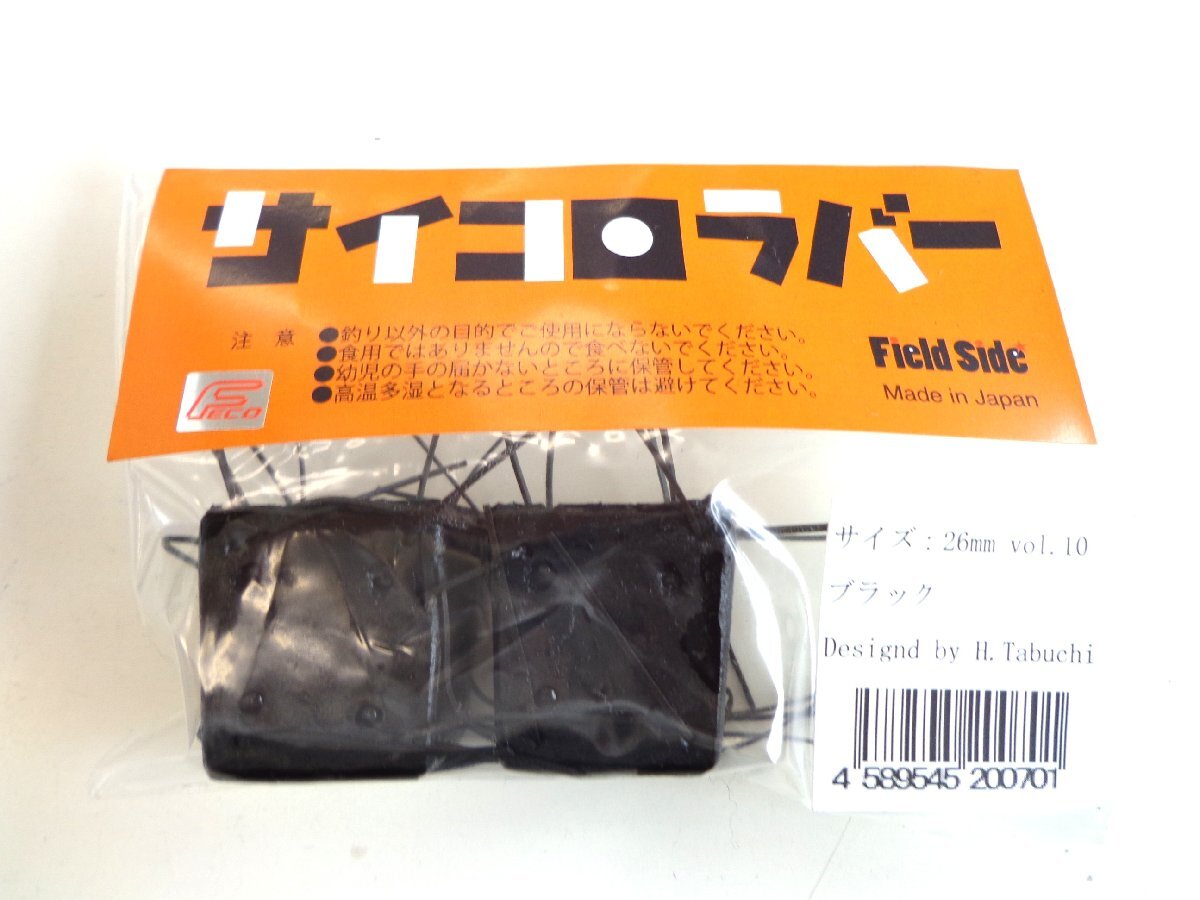 サイコロラバー
注意
●釣り以外の目的でご使用にならないでください。
●食用ではありませんので食べないでください。
●幼児の手の届かないところに保管してください。
●高温多湿となるところの保管は避けてください。
Field Side
Made in Japan
FECO
サイズ：26mm vol.10
ブラック
Designd by H.Tabuchi
4 589545 200701